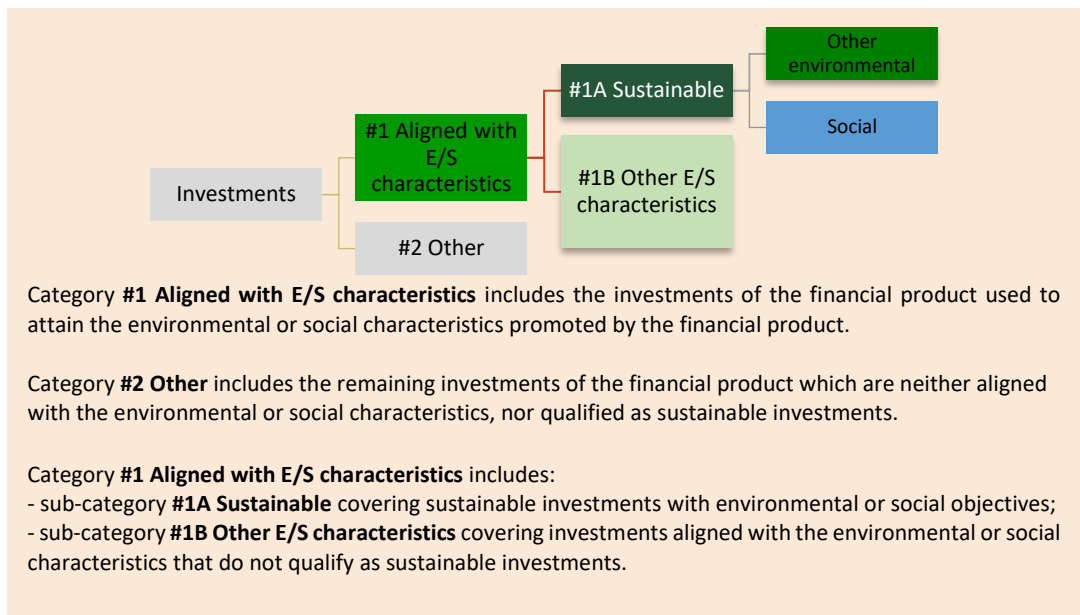 Other
environmental
#1A Sustainable
#1 Aligned with
E/S
characteristics
Social
Investments
#1B Other E/S
characteristics
#2 Other
Category #1 Aligned with E/S characteristics includes the investments of the financial product used to
attain the environmental or social characteristics promoted by the financial product.
Category #2 Other includes the remaining investments of the financial product which are neither aligned
with the environmental or social characteristics, nor qualified as sustainable investments.
Category #1 Aligned with E/S characteristics includes:
- sub-category #1A Sustainable covering sustainable investments with environmental or social objectives;
- sub-category #1B Other E/S characteristics covering investments aligned with the environmental or social
characteristics that do not qualify as sustainable investments.